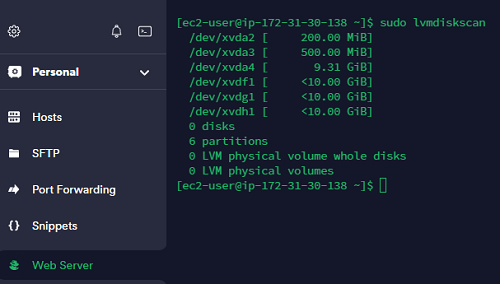 Personal
Hosts
SFTP
Port Forwarding
{} Snippets
Web Server
[ec2-user@ip-172-31-30-138 ~]$ sudo lvmdiskscan
/dev/xvda2 [     200.00 MiB]
/dev/xvda3 [     500.00 MiB]
/dev/xvda4 [       9.31 GiB]
/dev/xvdf1 [     <10.00 GiB]
/dev/xvdg1 [     <10.00 GiB]
/dev/xvdh1 [     <10.00 GiB]
0 disks
6 partitions
0 LVM physical volume whole disks
0 LVM physical volumes
[ec2-user@ip-172-31-30-138 ~]$